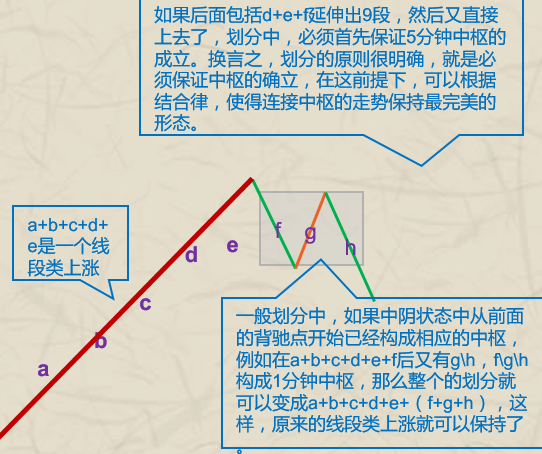 如果后面包括d+e+f延伸出9段，然后又直接
上去了，划分中，必须首先保证5分钟中枢的
成立。换言之，划分的原则很明确，就是必
须保证中枢的确立，在这前提下，可以根据
结合律，使得连接中枢的走势保持最完美的
形态。
a+b+c+d+
e是一个线
段类上涨
a
b
c
d
e
f
g
h
一般划分中，如果中阴状态中从前面
的背驰点开始已经构成相应的中枢，
例如在a+b+c+d+e+f后又有g\h，f\g\h
构成1分钟中枢，那么整个的划分就
可以变成a+b+c+d+e+（f+g+h），这
样，原来的线段类上涨就可以保持了
。